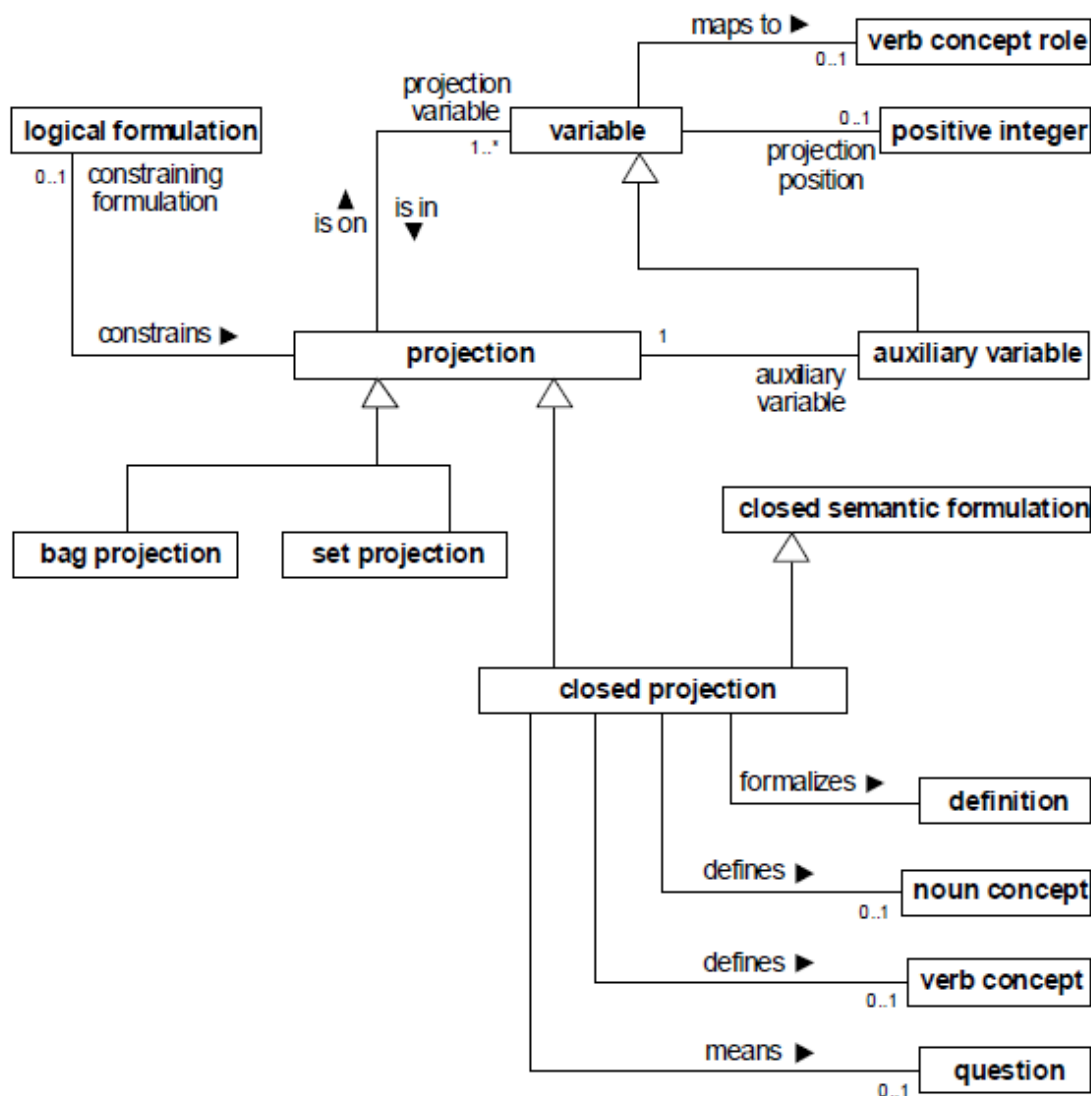 maps to ▶
verb concept role
0..1
projection
variable
logical formulation
variable
0..1
positive integer
1..*
projection
position
0..1
constraining
formulation
▲
is on
is in
▼
constrains ▶
projection
1
auxiliary variable
auxiliary
variable
closed semantic formulation
bag projection
set projection
closed projection
formalizes ▶
definition
defines ▶
noun concept
0..1
defines ▶
verb concept
0..1
means ▶
question
0..1